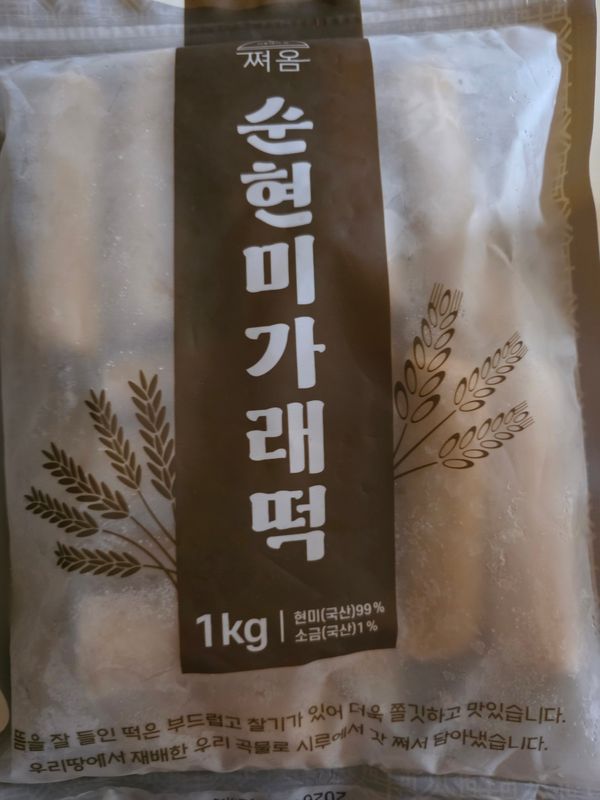 쪄옴
순현미가래떡
1kg
현미(국산)99%
소금(국산)1%
뜸을 잘 들인 떡은 부드럽고 찰기가 있어 더욱 쫄깃하고 맛있습니다.
우리땅에서 재배한 우리 곡물로 시루에서 갓 쪄서 담아냈습니다.